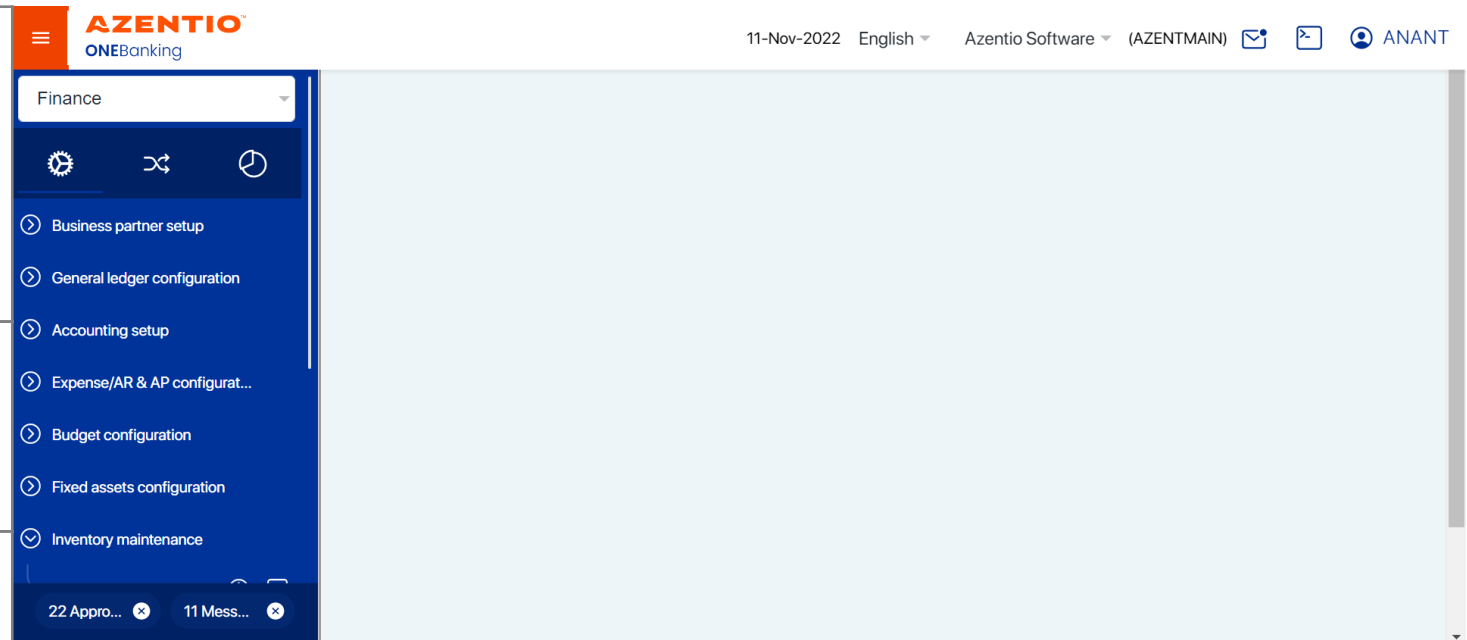 AZENTIO™
ONEBanking
11-Nov-2022 English Azentio Software (AZENTMAIN) ANANT
Finance
Business partner setup
General ledger configuration
Accounting setup
Expense/AR & AP configurat...
Budget configuration
Fixed assets configuration
Inventory maintenance
22 Appro... 11 Mess...